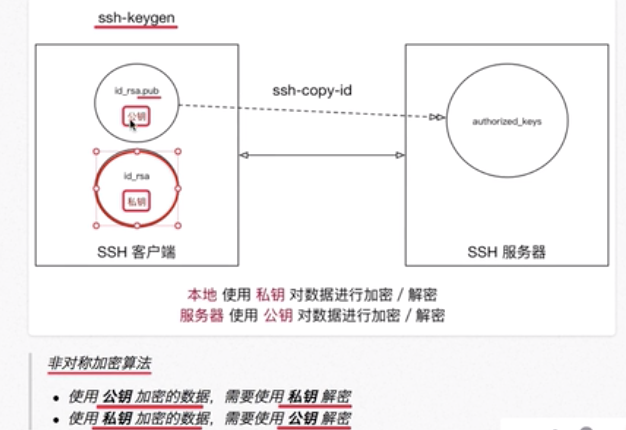 ssh-keygen
id_rsa.pub
公钥
ssh-copy-id
authorized_keys
id_rsa
私钥
SSH 客户端
SSH 服务器
本地 使用 私钥 对数据进行加密 / 解密
服务器 使用 公钥 对数据进行加密 / 解密
非对称加密算法
• 使用 公钥 加密的数据，需要使用 私钥 解密
• 使用 私钥 加密的数据，需要使用 公钥 解密